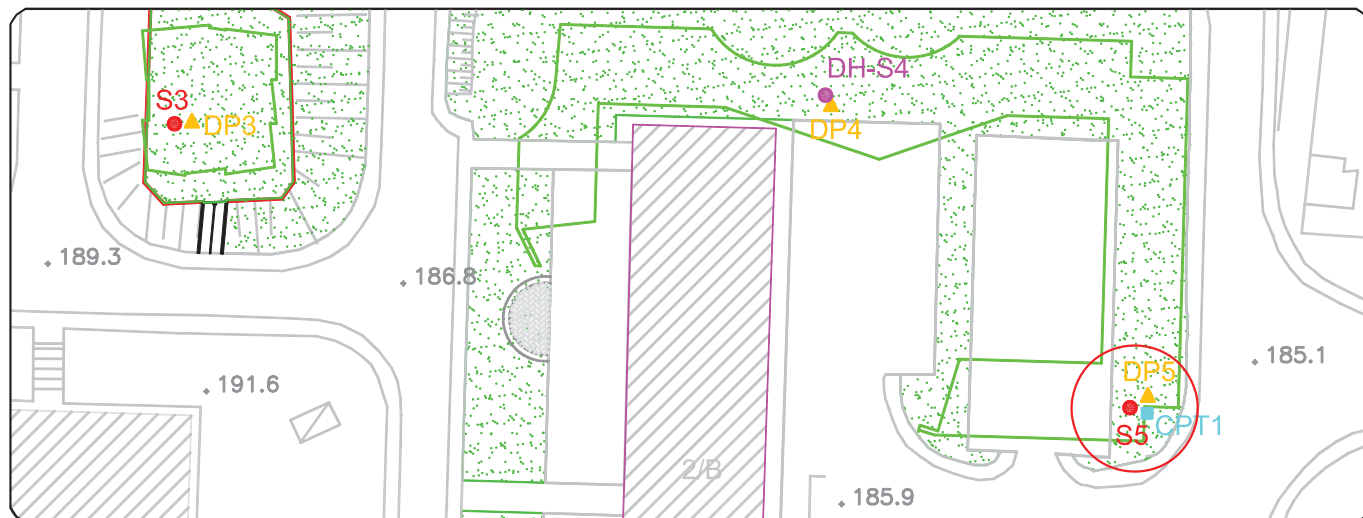 DH-S4
S3
DP3
DP4
189.3
186.8
185.1
DP5
191.6
S5
CPT1
2/B
185.9